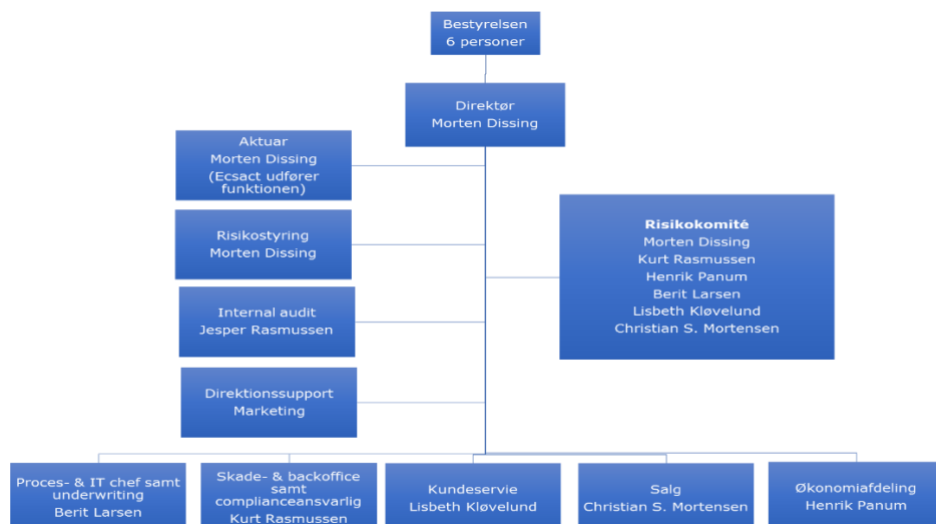 Bestyrelsen
6 personer
Direktør
Morten Dissing
Aktuar
Morten Dissing
(Ecsact udfører
funktionen)
Risikostyring
Morten Dissing
Internal audit
Jesper Rasmussen
Direktionssupport
Marketing
Risikokomité
Morten Dissing
Kurt Rasmussen
Henrik Panum
Berit Larsen
Lisbeth Kløvelund
Christian S. Mortensen
Proces- & IT chef samt
underwriting
Berit Larsen
Skade- & backoffice
samt
complianceansvarlig
Kurt Rasmussen
Kundeservie
Lisbeth Kløvelund
Salg
Christian S. Mortensen
Økonomiafdeling
Henrik Panum